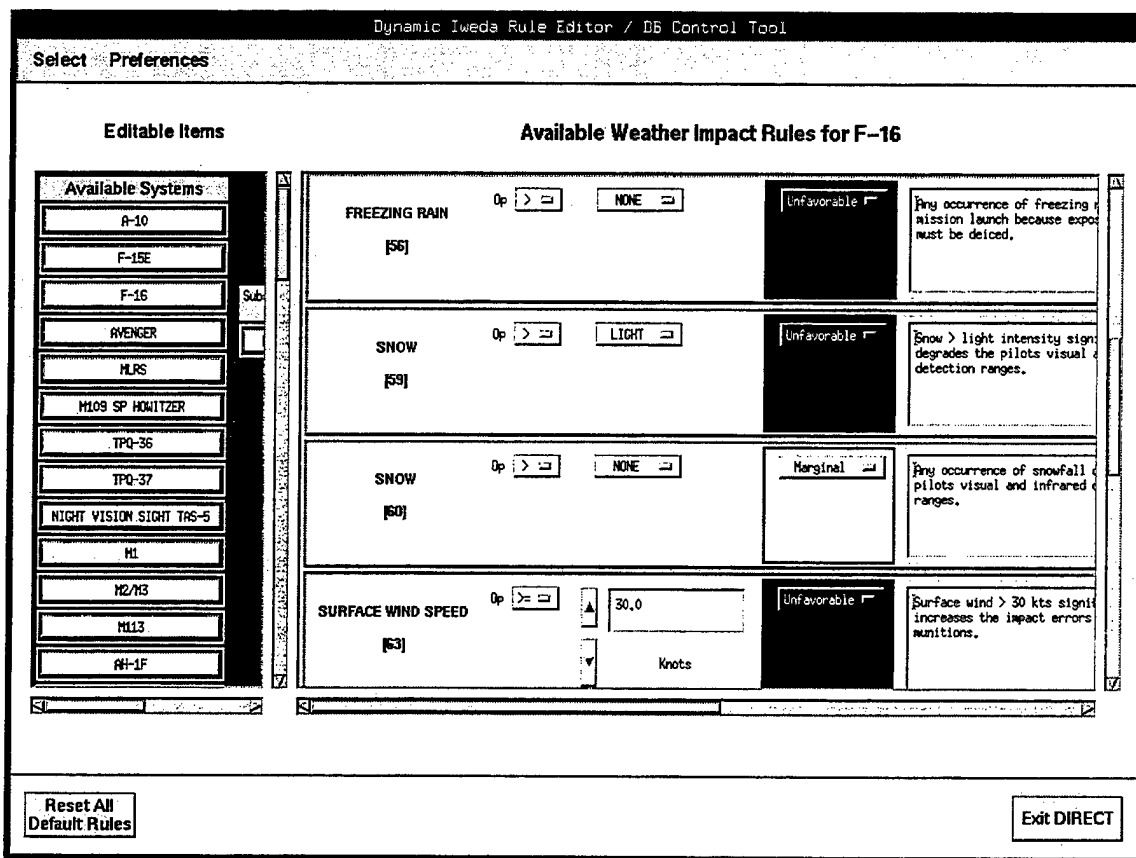 Dynamic Iweda Rule Editor / DB Control Tool
Select Preferences
Editable Items
Available Weather Impact Rules for F-16
Available Systems
A-10
F-15E
F-16
AVENGER
MLRS
M109 SP HOWITZER
TPQ-36
TPQ-37
NIGHT VISION SIGHT TAS-5
M1
M2/M3
M113
AH-1F
Sub
FREEZING RAIN
[56]
Op >
NONE
Unfavorable
Any occurrence of freezing
mission launch because expo
must be deiced.
SNOW
[59]
Op >
LIGHT
Unfavorable
Snow > light intensity sign
degrades the pilots visual
detection ranges.
SNOW
[60]
Op >
NONE
Marginal
Any occurrence of snowfall
pilots visual and infrared
ranges.
SURFACE WIND SPEED
[63]
Op >=
30.0
Knots
Unfavorable
Surface wind > 30 kts signi
increases the impact errors
munitions.
Reset All
Default Rules
Exit DIRECT